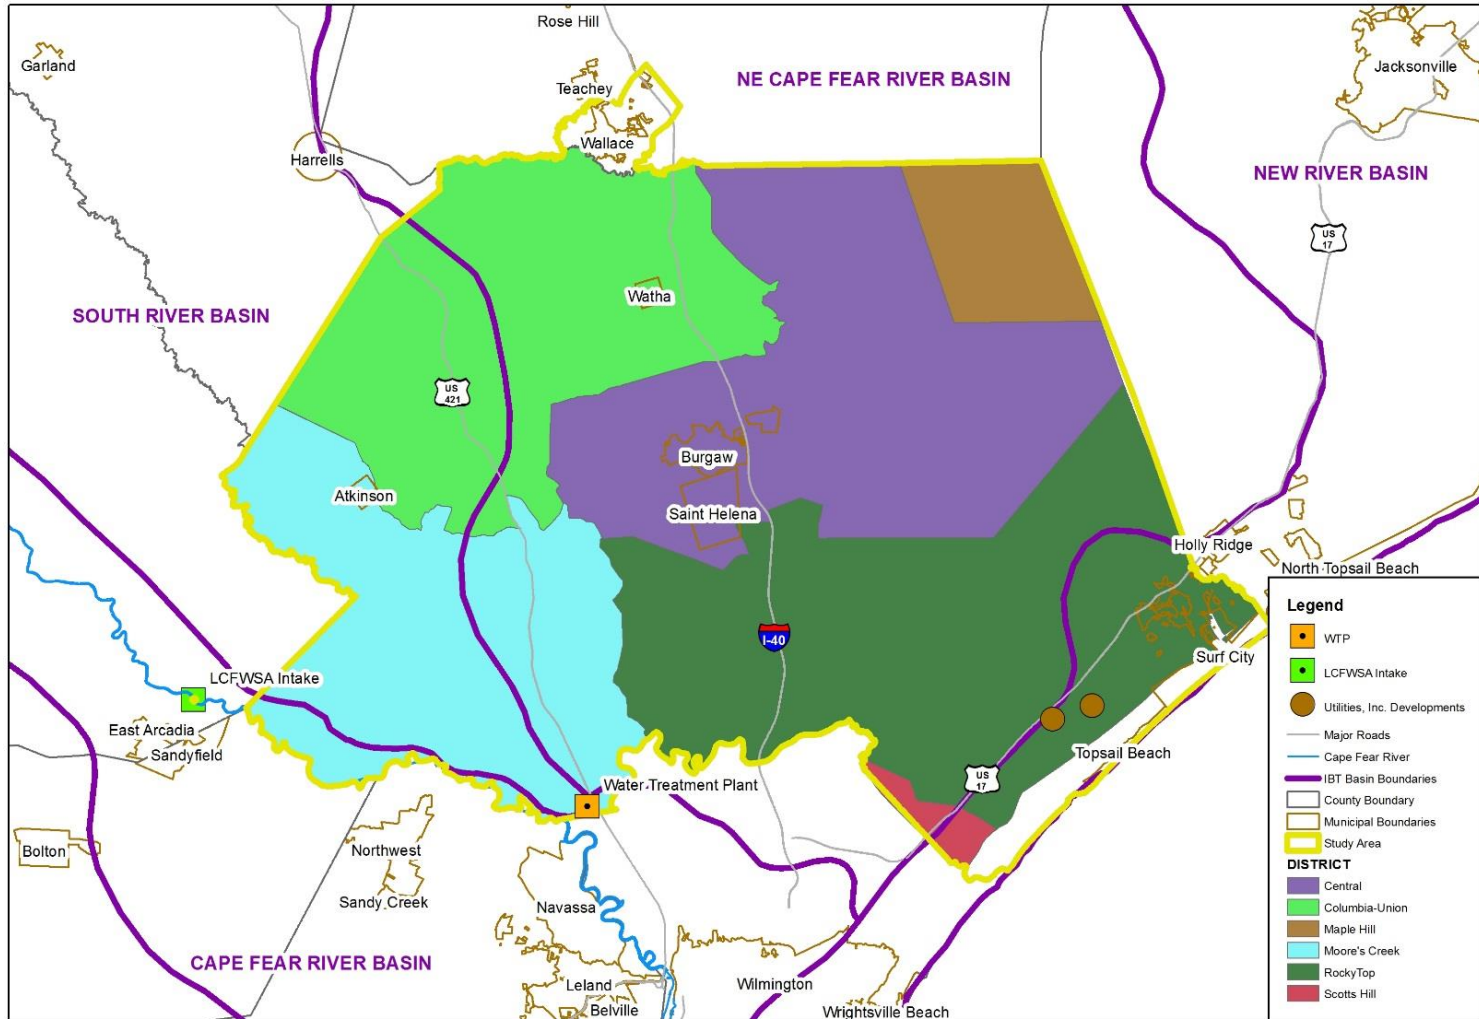 Rose Hill
Garland
Teachey
NE CAPE FEAR RIVER BASIN
Jacksonville
Wallace
Harrells
NEW RIVER BASIN
US
17
Watha
SOUTH RIVER BASIN
US
421
Burgaw
Atkinson
Saint Helena
Holly Ridge
North Topsail Beach
I-40
Surf City
LCFWSA Intake
East Arcadia
Sandyfield
Topsail Beach
US
17
Water Treatment Plant
Bolton
Northwest
Sandy Creek
Navassa
CAPE FEAR RIVER BASIN
Leland
Belville
Wilmington
Wrightsville Beach
Legend
WTP
LCFWSA Intake
Utilities, Inc. Developments
Major Roads
Cape Fear River
IBT Basin Boundaries
County Boundary
Municipal Boundaries
Study Area
DISTRICT
Central
Columbia-Union
Maple Hill
Moore's Creek
RockyTop
Scotts Hill